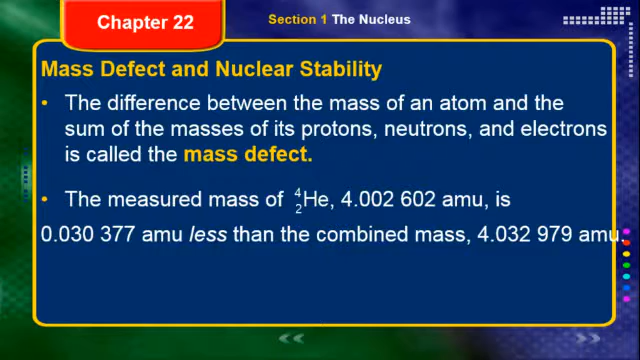 Chapter 22
Section 1 The Nucleus
Mass Defect and Nuclear Stability
• The difference between the mass of an atom and the
sum of the masses of its protons, neutrons, and electrons
is called the mass defect.
• The measured mass of ⁴₂He, 4.002 602 amu, is
0.030 377 amu less than the combined mass, 4.032 979 amu.